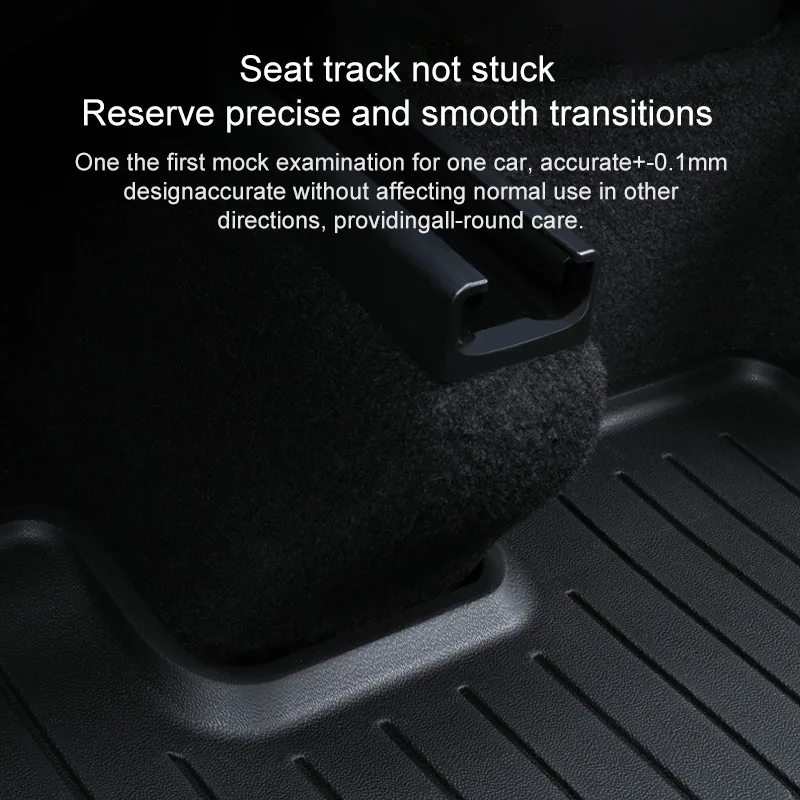 Seat track not stuck
Reserve precise and smooth transitions
One the first mock examination for one car, accurate+-0.1mm
designaccurate without affecting normal use in other
directions, providingall-round care.